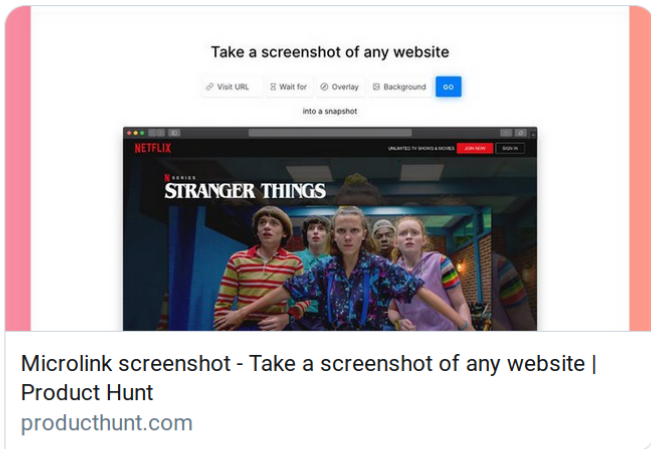 Take a screenshot of any website
Visit URL Wait for Overlay Background GO
into a snapshot
NETFLIX UNLIMITED TV SHOWS & MOVIES JOIN NOW SIGN IN
N SERIES
STRANGER THINGS
Microlink screenshot - Take a screenshot of any website |
Product Hunt
producthunt.com